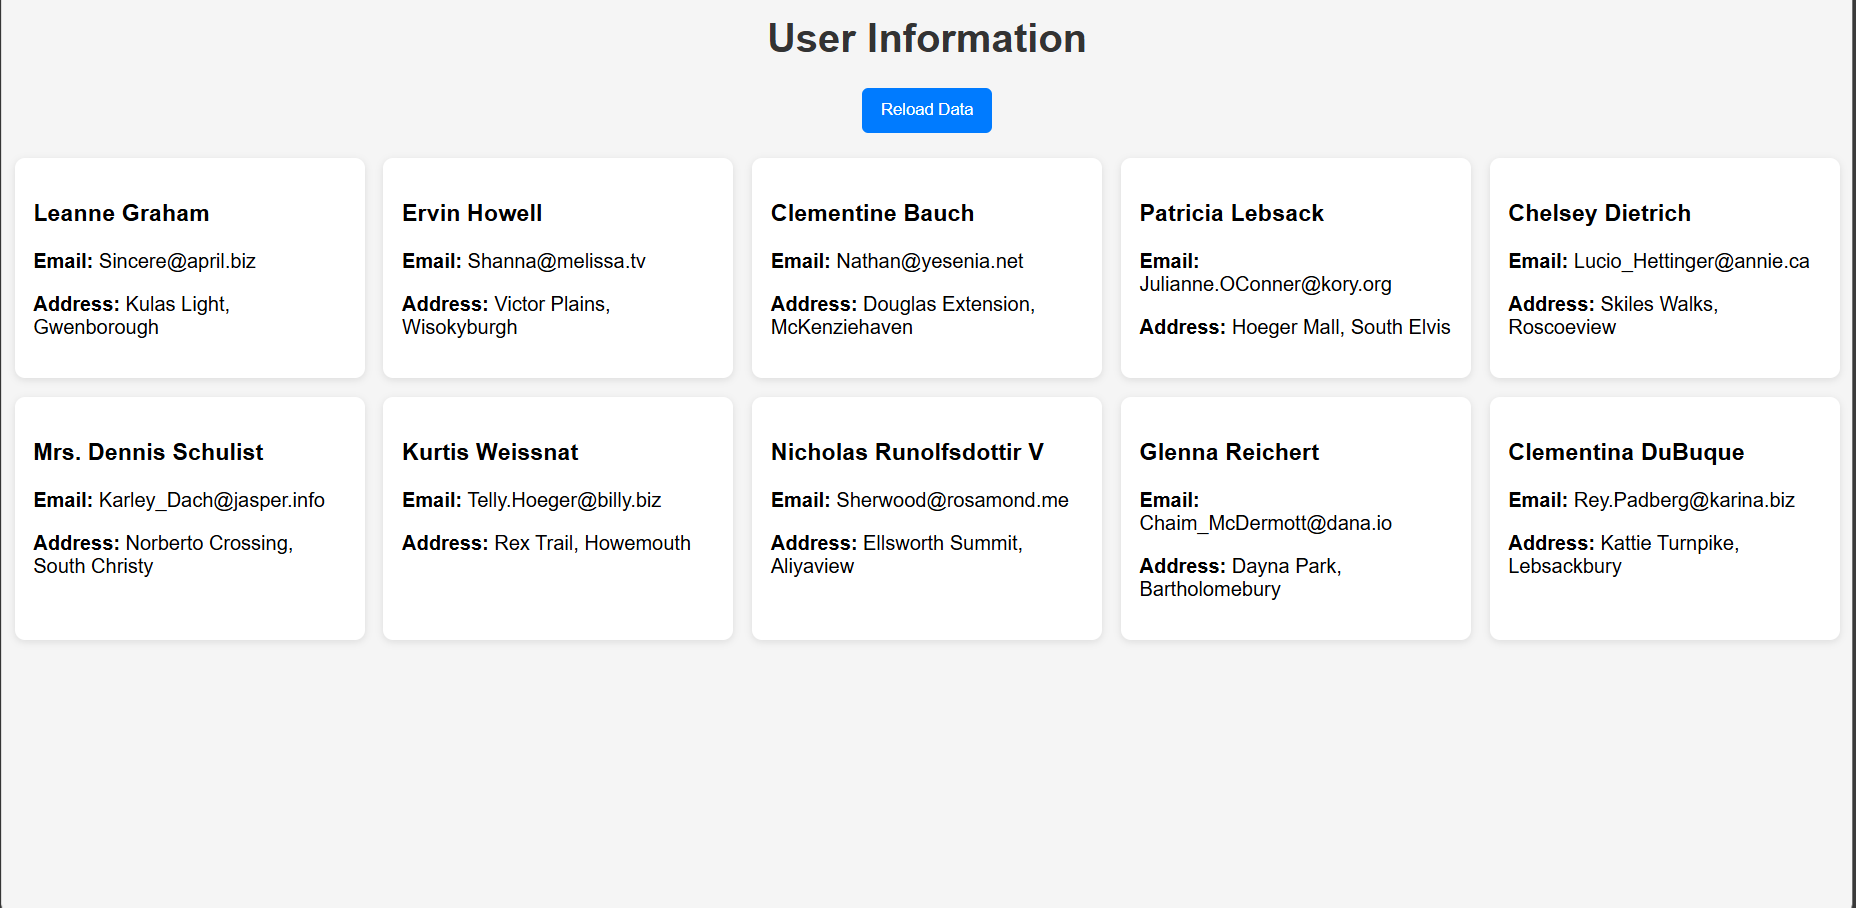 User Information
Reload Data
Leanne Graham
Email: Sincere@april.biz
Address: Kulas Light,
Gwenborough
Ervin Howell
Email: Shanna@melissa.tv
Address: Victor Plains,
Wisokyburgh
Clementine Bauch
Email: Nathan@yesenia.net
Address: Douglas Extension,
McKenziehaven
Patricia Lebsack
Email:
Julianne.OConner@kory.org
Address: Hoeger Mall, South Elvis
Chelsey Dietrich
Email: Lucio_Hettinger@annie.ca
Address: Skiles Walks,
Roscoeview
Mrs. Dennis Schulist
Email: Karley_Dach@jasper.info
Address: Norberto Crossing,
South Christy
Kurtis Weissnat
Email: Telly.Hoeger@billy.biz
Address: Rex Trail, Howemouth
Nicholas Runolfsdottir V
Email: Sherwood@rosamond.me
Address: Ellsworth Summit,
Aliyaview
Glenna Reichert
Email:
Chaim_McDermott@dana.io
Address: Dayna Park,
Bartholomebury
Clementina DuBuque
Email: Rey.Padberg@karina.biz
Address: Kattie Turnpike,
Lebsackbury